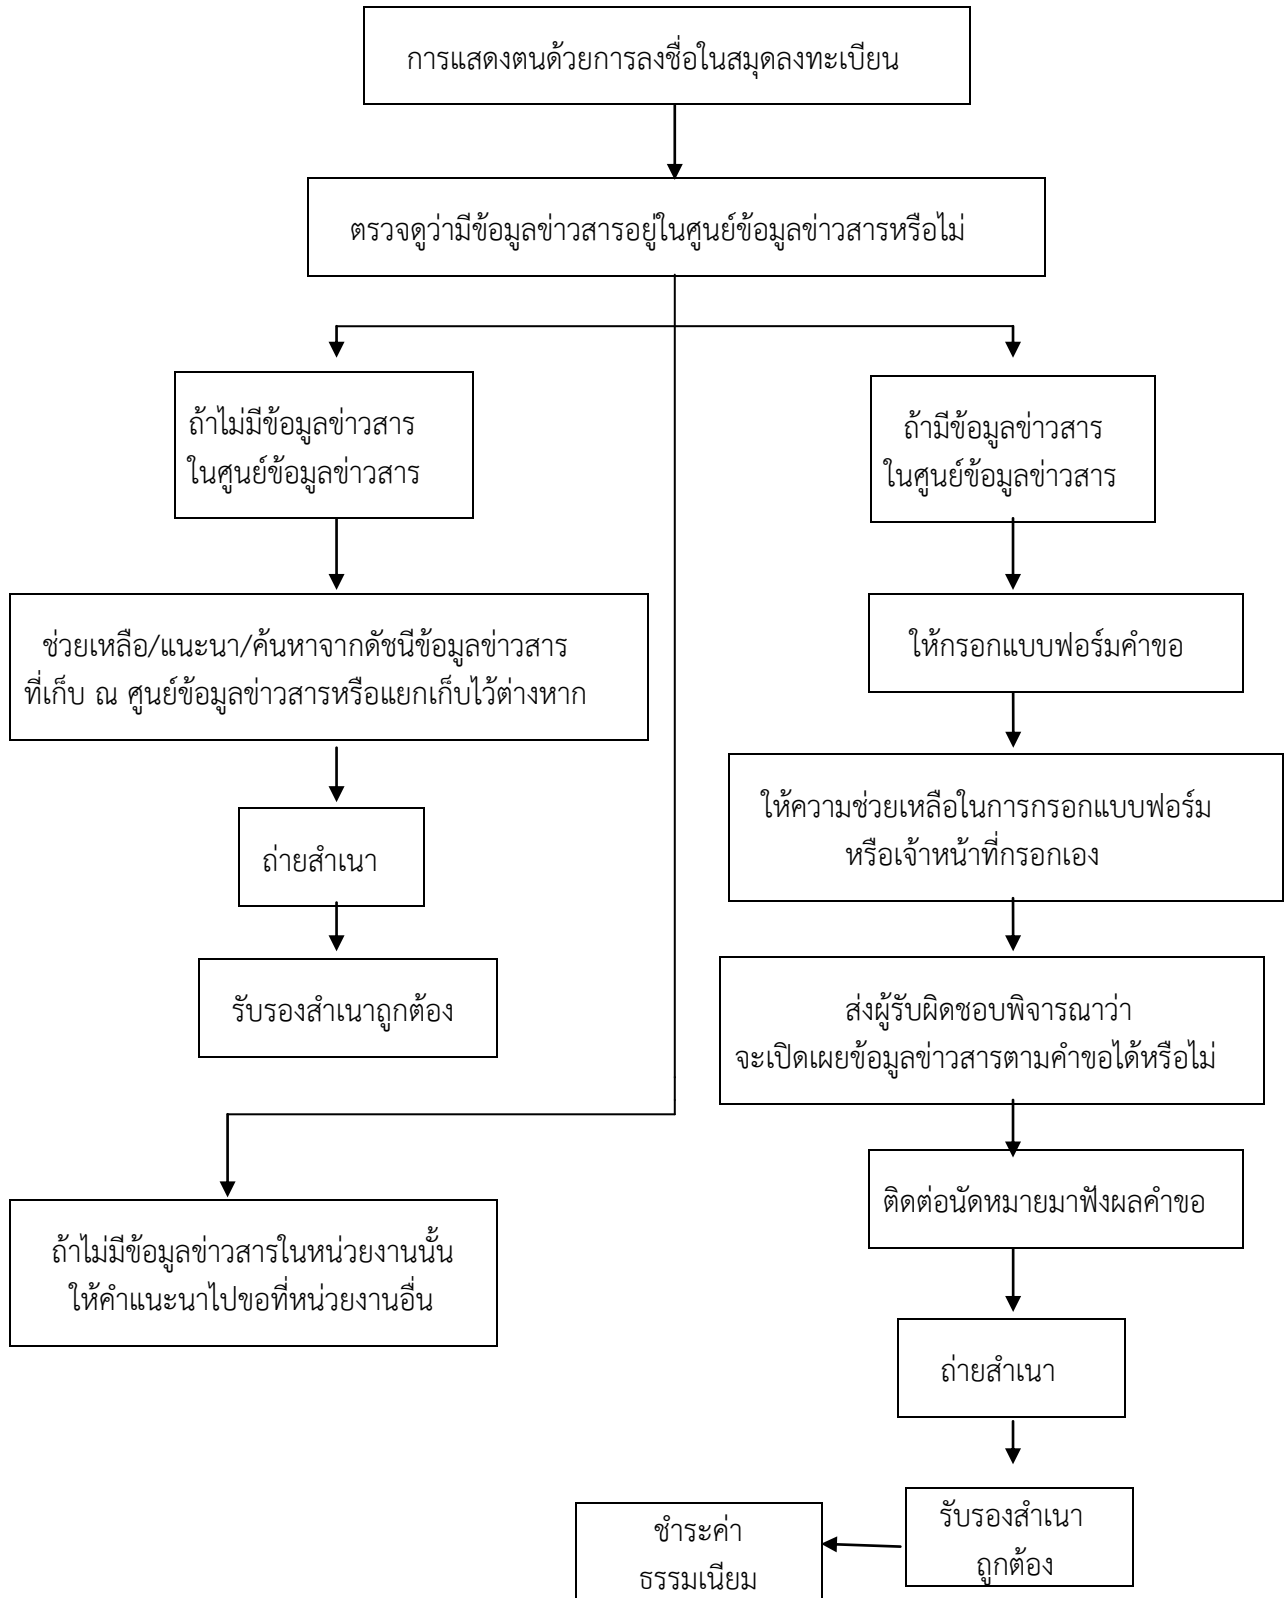 การแสดงตนด้วยการลงชื่อในสมุดลงทะเบียน
ตรวจดูว่ามีข้อมูลข่าวสารอยู่ในศูนย์ข้อมูลข่าวสารหรือไม่
ถ้าไม่มีข้อมูลข่าวสาร
ในศูนย์ข้อมูลข่าวสาร
ช่วยเหลือ/แนะนำ/ค้นหาจากดัชนีข้อมูลข่าวสาร
ที่เก็บ ณ ศูนย์ข้อมูลข่าวสารหรือแยกเก็บไว้ต่างหาก
ถ่ายสำเนา
รับรองสำเนาถูกต้อง
ถ้าไม่มีข้อมูลข่าวสารในหน่วยงานนั้น
ให้คำแนะนำไปขอที่หน่วยงานอื่น
ถ้ามีข้อมูลข่าวสาร
ในศูนย์ข้อมูลข่าวสาร
ให้กรอกแบบฟอร์มคำขอ
ให้ความช่วยเหลือในการกรอกแบบฟอร์ม
หรือเจ้าหน้าที่กรอกเอง
ส่งผู้รับผิดชอบพิจารณาว่า
จะเปิดเผยข้อมูลข่าวสารตามคำขอได้หรือไม่
ติดต่อนัดหมายมาฟังผลคำขอ
ถ่ายสำเนา
รับรองสำเนา
ถูกต้อง
ชำระค่า
ธรรมเนียม